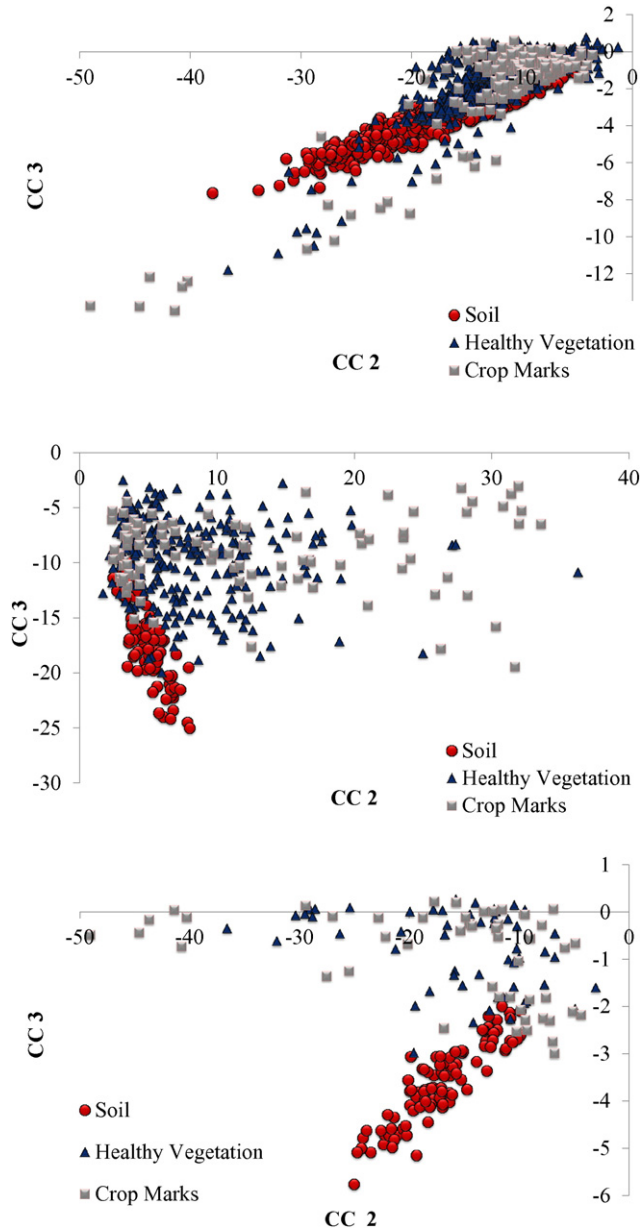 2
-50 -40 -30 -20 -10 0
0
-2
-4
-6
-8
-10
-12
CC 3
Soil
Healthy Vegetation
Crop Marks
CC 2
0 10 20 30 40
0
-5
-10
-15
-20
-25
-30
CC 3
Soil
Healthy Vegetation
Crop Marks
CC 2
1
0
-50 -40 -30 -20 -10 0
-1
-2
-3
-4
-5
-6
CC 3
Soil
Healthy Vegetation
Crop Marks
CC 2